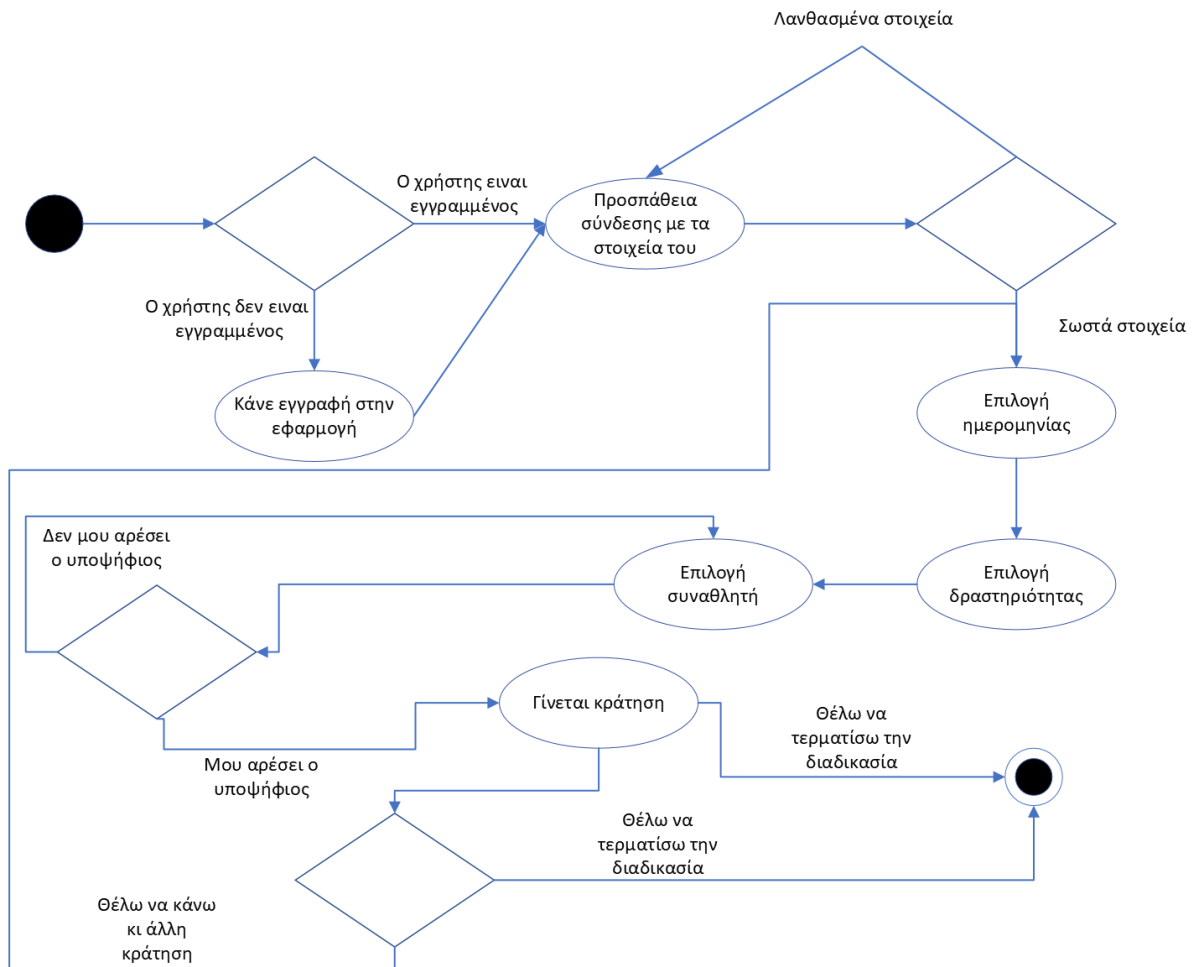 Λανθασμένα στοιχεία
Ο χρήστης ειναι
εγγραμμένος
Προσπάθεια
σύνδεσης με τα
στοιχεία του
Ο χρήστης δεν ειναι
εγγραμμένος
Σωστά στοιχεία
Κάνε εγγραφή στην
εφαρμογή
Επιλογή
ημερομηνίας
Δεν μου αρέσει
ο υποψήφιος
Επιλογή
συναθλητή
Επιλογή
δραστηριότητας
Γίνεται κράτηση
Θέλω να
τερματίσω την
διαδικασία
Μου αρέσει ο
υποψήφιος
Θέλω να
τερματίσω την
διαδικασία
Θέλω να κάνω
κι άλλη
κράτηση